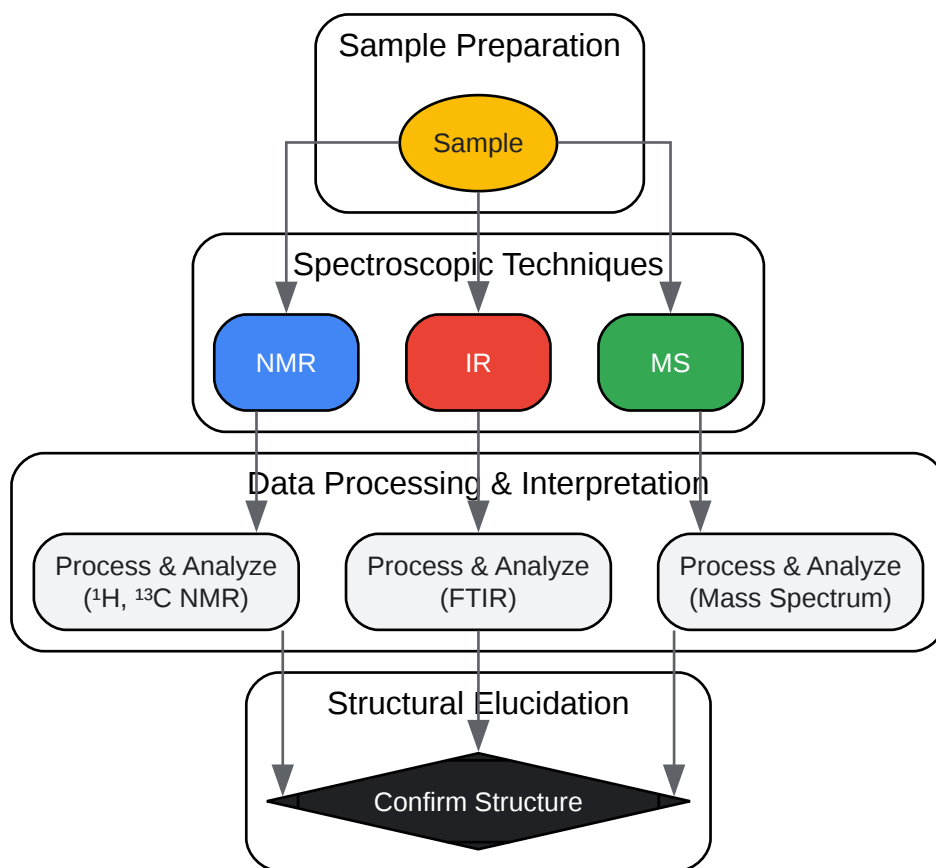 Sample Preparation
Sample
Spectroscopic Techniques
NMR
IR
MS
Data Processing & Interpretation
Process & Analyze
(¹H, ¹³C NMR)
Process & Analyze
(FTIR)
Process & Analyze
(Mass Spectrum)
Structural Elucidation
Confirm Structure